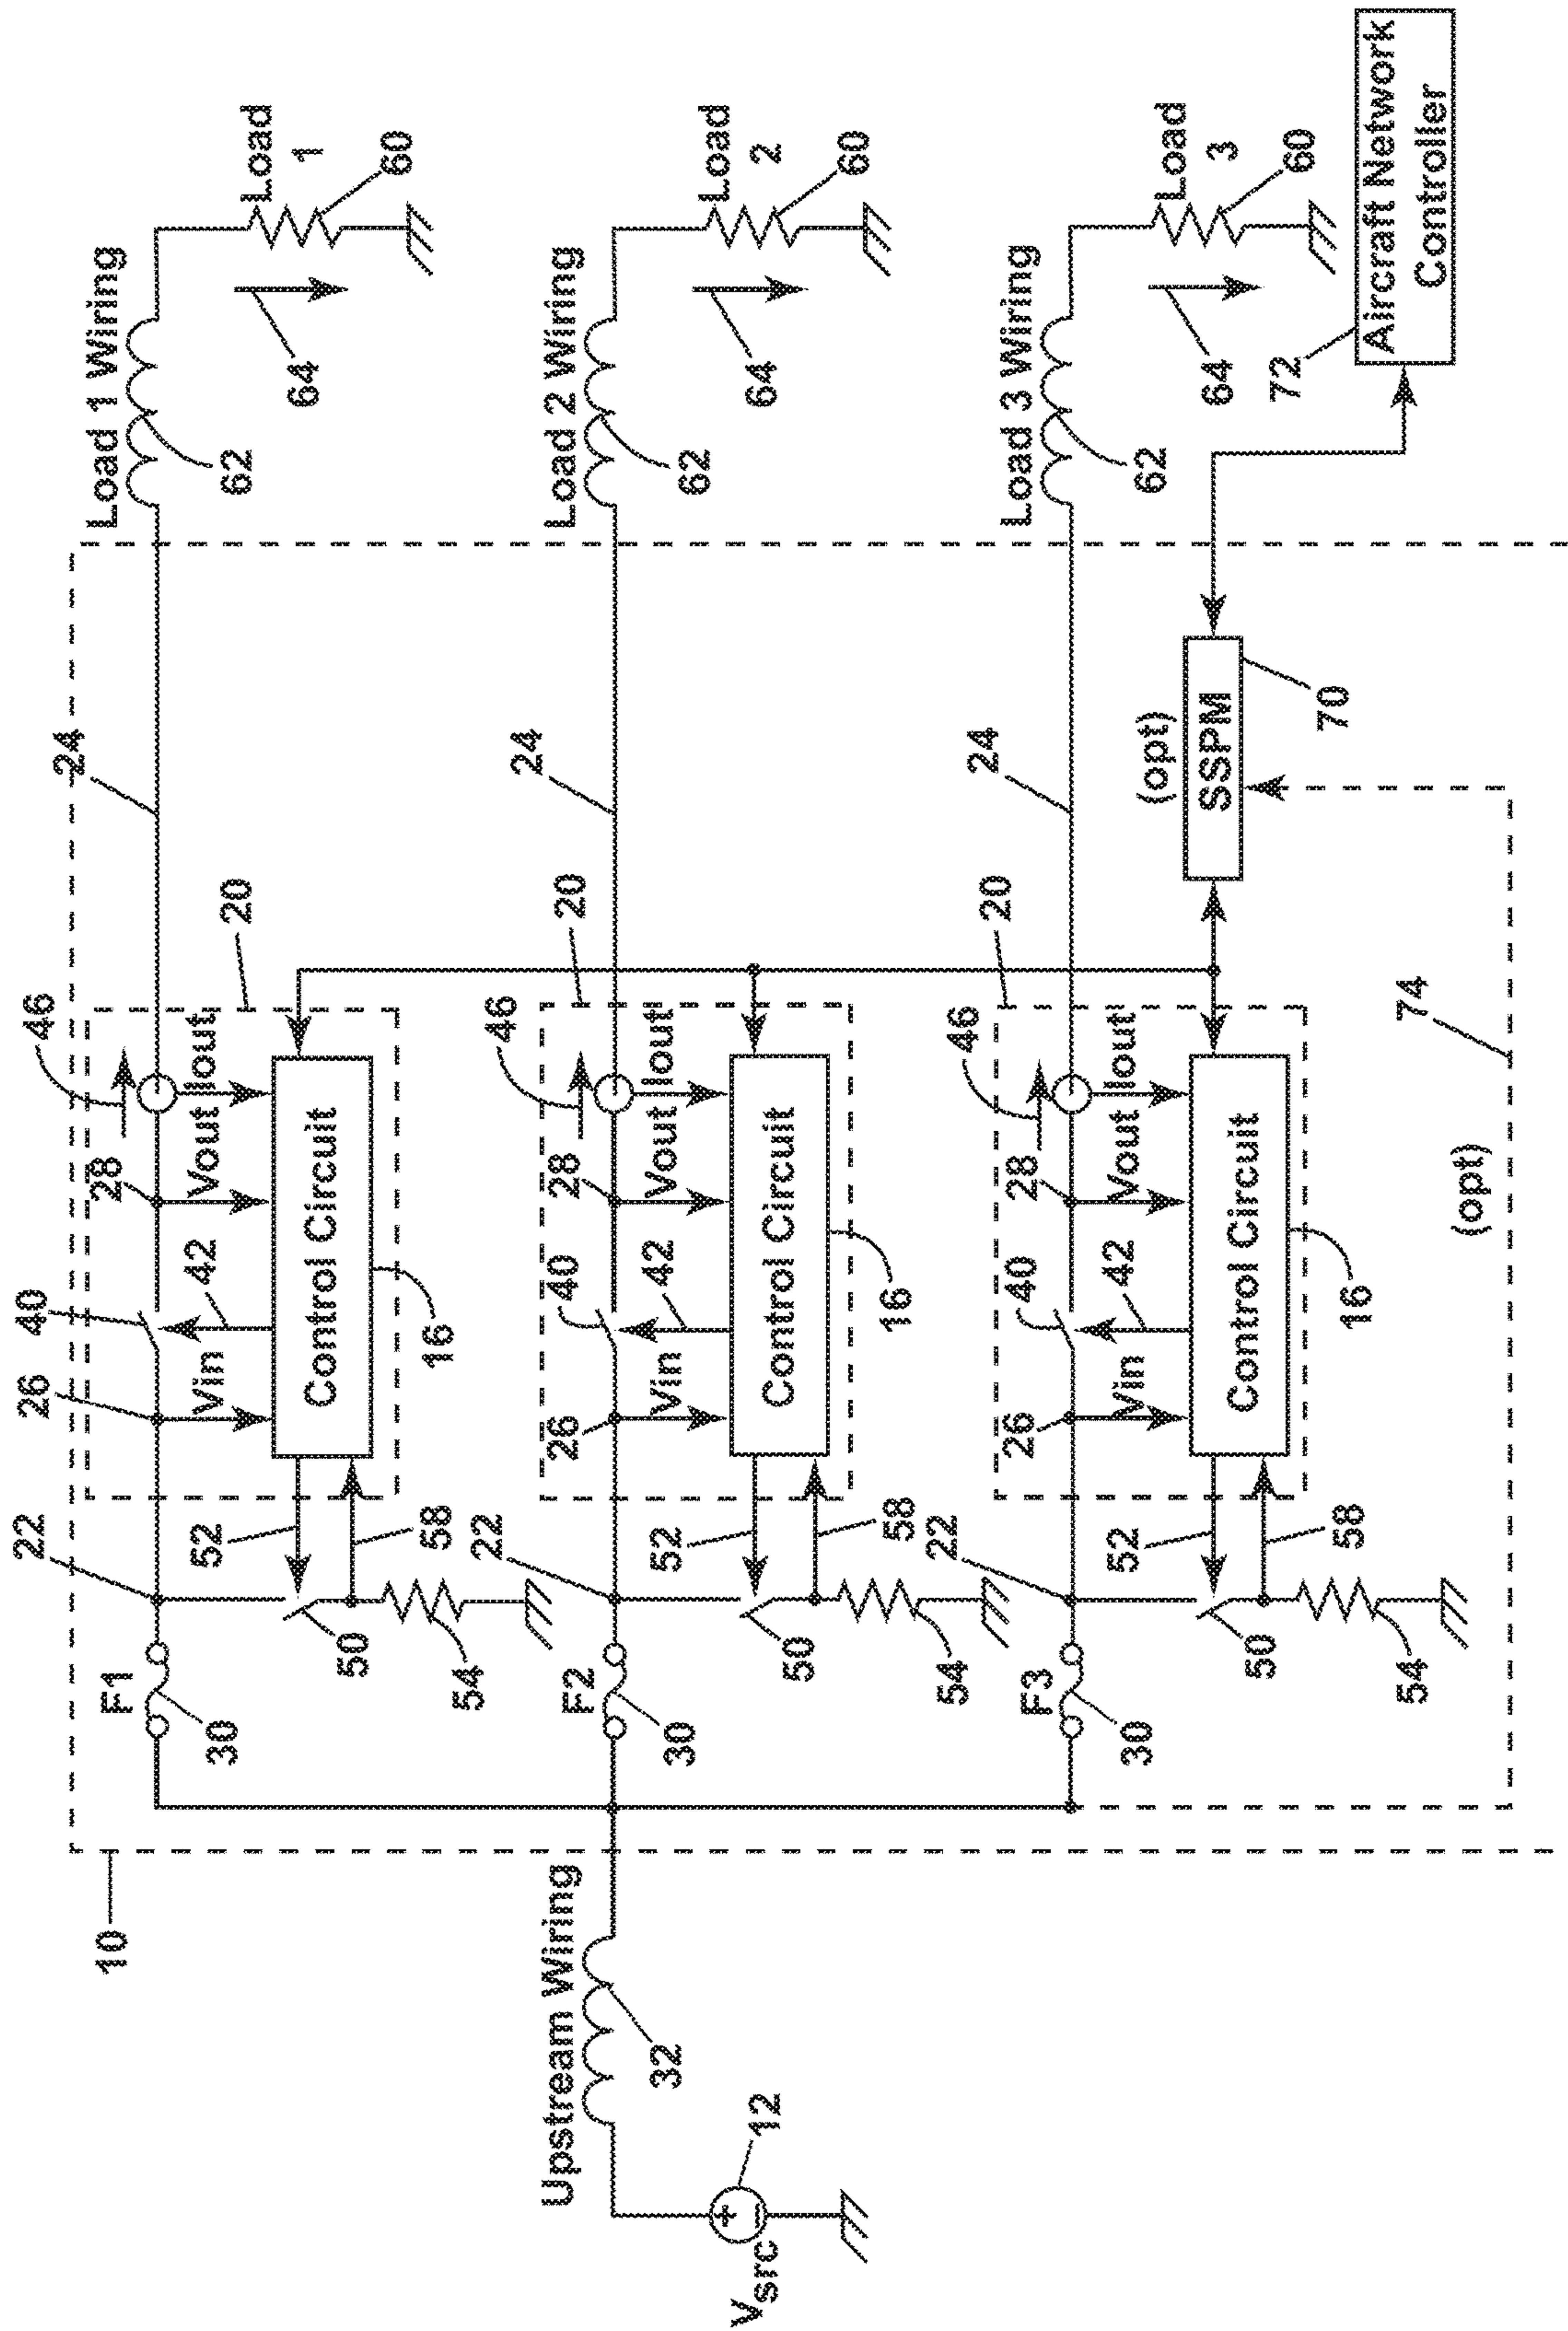 10
Upstream Wiring
32
12
Vsrc
F1
30
22
50
52
58
54
26
40
28
46
Vin
42
Vout
Iout
Control Circuit
16
20
24
Load 1 Wiring
62
64
Load
1
60
F2
30
22
50
52
58
54
26
40
28
46
Vin
42
Vout
Iout
Control Circuit
16
20
24
Load 2 Wiring
62
64
Load
2
60
F3
30
22
50
52
58
54
26
40
28
46
Vin
42
Vout
Iout
Control Circuit
16
20
24
Load 3 Wiring
62
64
Load
3
60
(opt)
SSPM
70
72
Aircraft Network
Controller
74
(opt)